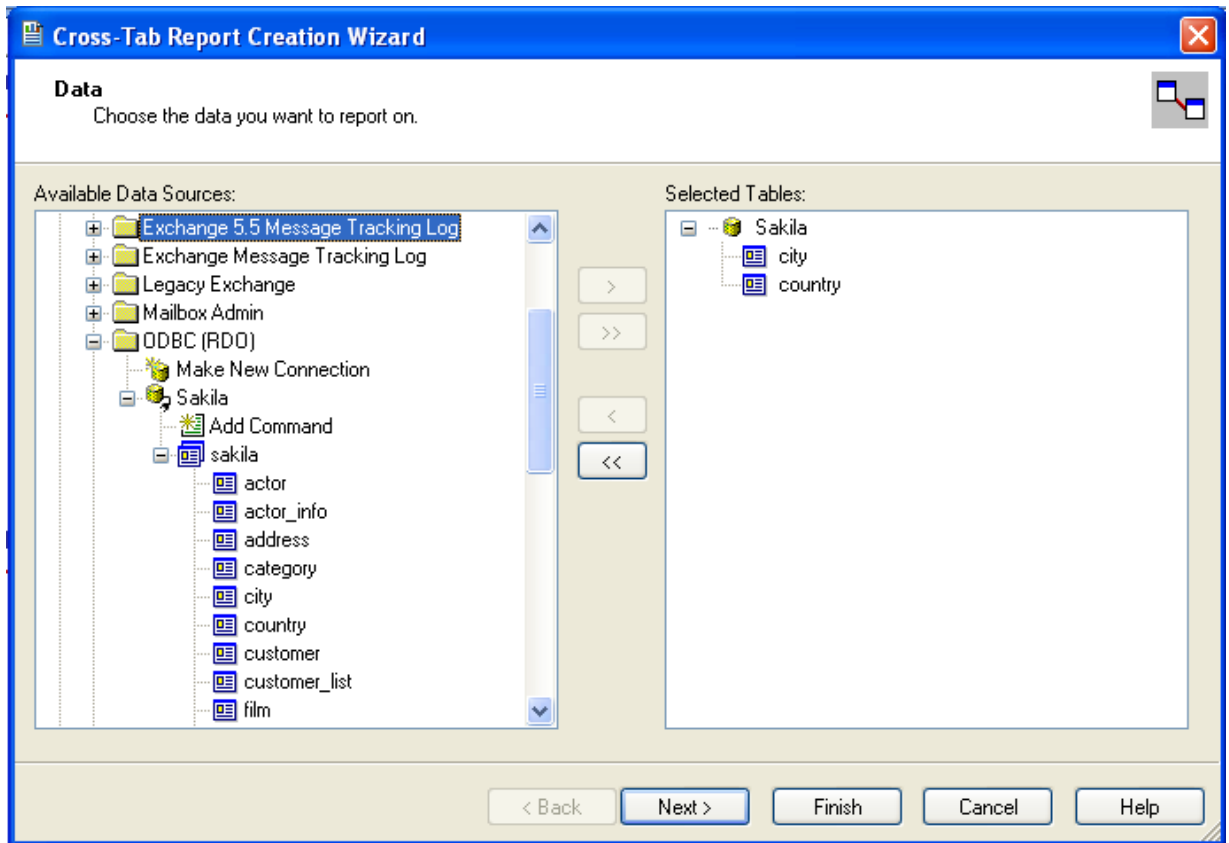 Cross-Tab Report Creation Wizard
Data
Choose the data you want to report on.
Available Data Sources:
Exchange 5.5 Message Tracking Log
Exchange Message Tracking Log
Legacy Exchange
Mailbox Admin
ODBC (RDO)
Make New Connection
Sakila
Add Command
sakila
actor
actor_info
address
category
city
country
customer
customer_list
film
>
>>
<
<<
Selected Tables:
Sakila
city
country
< Back
Next >
Finish
Cancel
Help